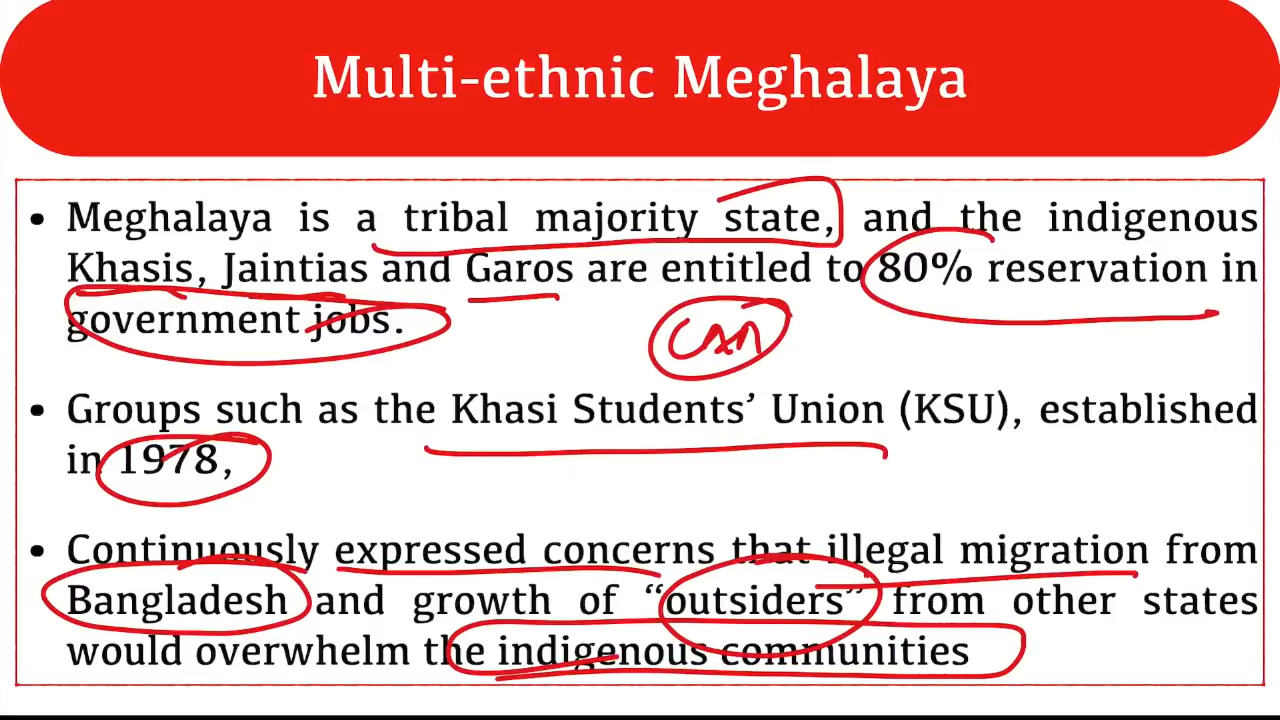 Multi-ethnic Meghalaya
• Meghalaya is a tribal majority state, and the indigenous
Khasis, Jaintias and Garos are entitled to 80% reservation in
government jobs.
CAA
• Groups such as the Khasi Students’ Union (KSU), established
in 1978,
• Continuously expressed concerns that illegal migration from
Bangladesh and growth of “outsiders” from other states
would overwhelm the indigenous communities